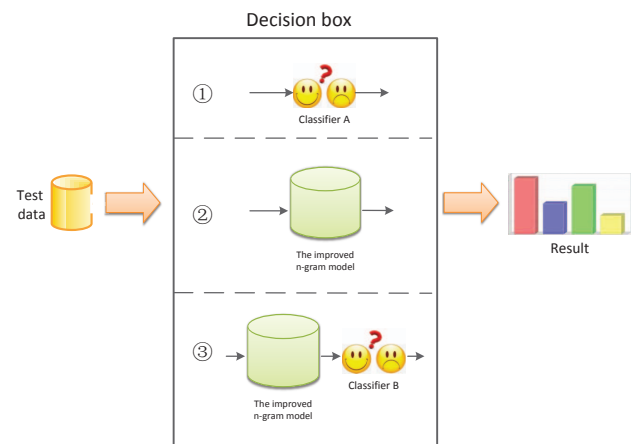 Decision box
①
?
Classifier A
Test
data
②
The improved
n-gram model
Result
③
?
Classifier B
The improved
n-gram model